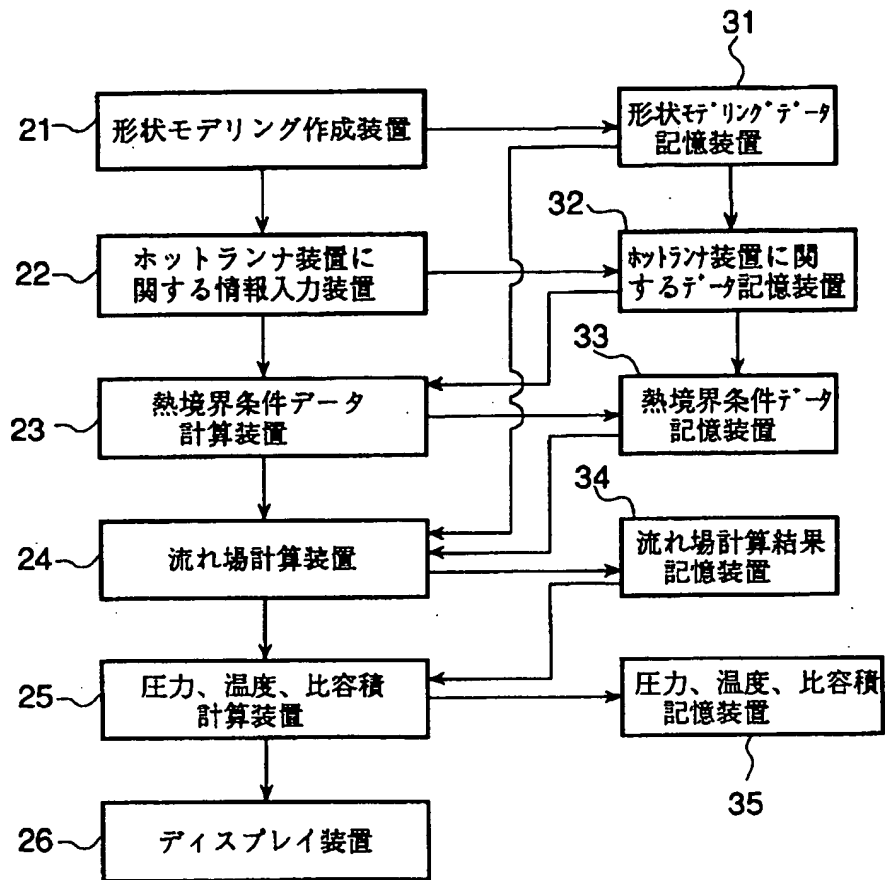 31
21
形状モデリング作成装置
形状モデリングデータ
記憶装置
32
22
ホットランナ装置に
関する情報入力装置
ホットランナ装置に関
するデータ記憶装置
33
23
熱境界条件データ
計算装置
熱境界条件データ
記憶装置
34
24
流れ場計算装置
流れ場計算結果
記憶装置
25
圧力、温度、比容積
計算装置
圧力、温度、比容積
記憶装置
35
26
ディスプレイ装置